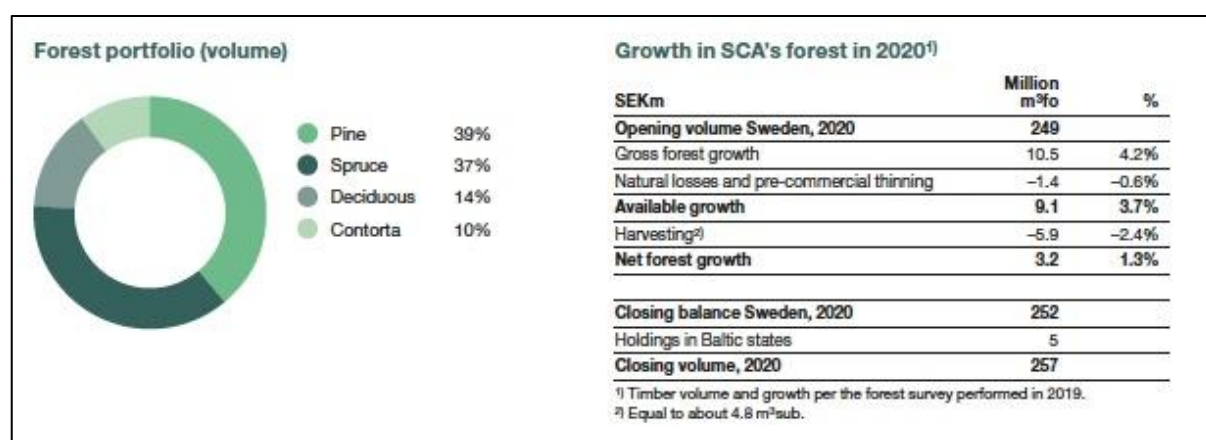 Forest portfolio (volume)
Pine 39%
Spruce 37%
Deciduous 14%
Contorta 10%
Growth in SCA's forest in 2020¹⁾
Million
SEKm m³fo %
Opening volume Sweden, 2020 249
Gross forest growth 10.5 4.2%
Natural losses and pre-commercial thinning –1.4 –0.6%
Available growth 9.1 3.7%
Harvesting²⁾ –5.9 –2.4%
Net forest growth 3.2 1.3%
Closing balance Sweden, 2020 252
Holdings in Baltic states 5
Closing volume, 2020 257
¹⁾ Timber volume and growth per the forest survey performed in 2019.
²⁾ Equal to about 4.8 m³sub.